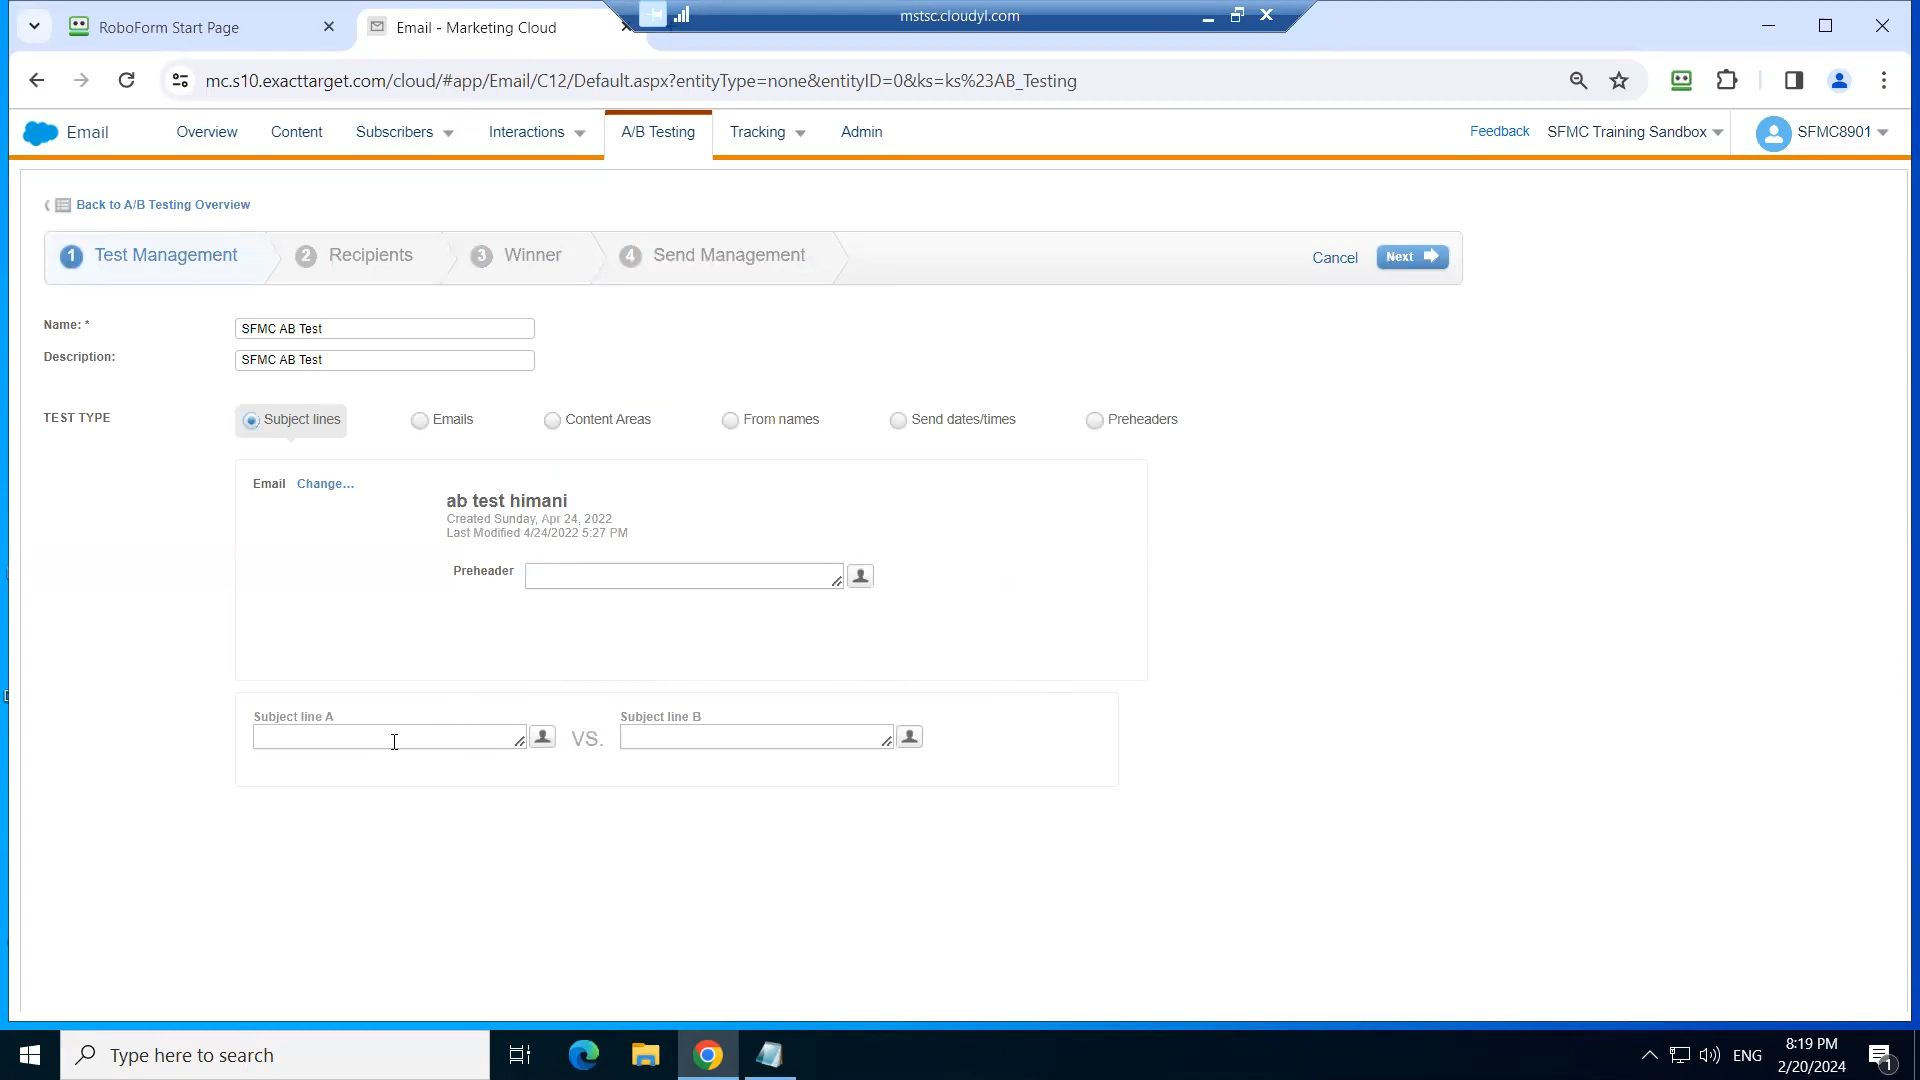 RoboForm Start Page
Email - Marketing Cloud
mstsc.cloudyl.com
mc.s10.exacttarget.com/cloud/#app/Email/C12/Default.aspx?entityType=none&entityID=0&ks=ks%23AB_Testing
Email
Overview
Content
Subscribers
Interactions
A/B Testing
Tracking
Admin
Feedback
SFMC Training Sandbox
SFMC8901
Back to A/B Testing Overview
1 Test Management
2 Recipients
3 Winner
4 Send Management
Cancel
Next
Name: *
SFMC AB Test
Description:
SFMC AB Test
TEST TYPE
Subject lines
Emails
Content Areas
From names
Send dates/times
Preheaders
Email Change...
ab test himani
Created Sunday, Apr 24, 2022
Last Modified 4/24/2022 5:27 PM
Preheader
Subject line A
VS.
Subject line B
Type here to search
ENG
8:19 PM
2/20/2024
1